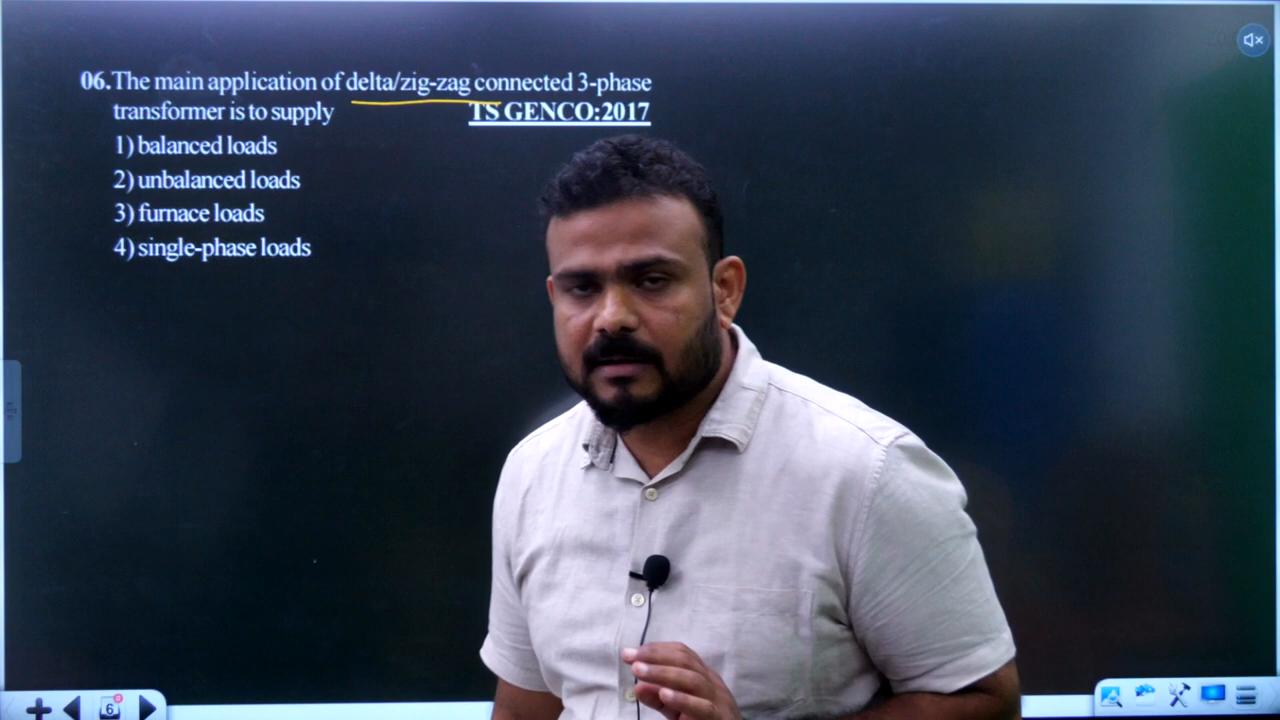 06. The main application of delta/zig-zag connected 3-phase
transformer is to supply TS GENCO:2017
1) balanced loads
2) unbalanced loads
3) furnace loads
4) single-phase loads
6